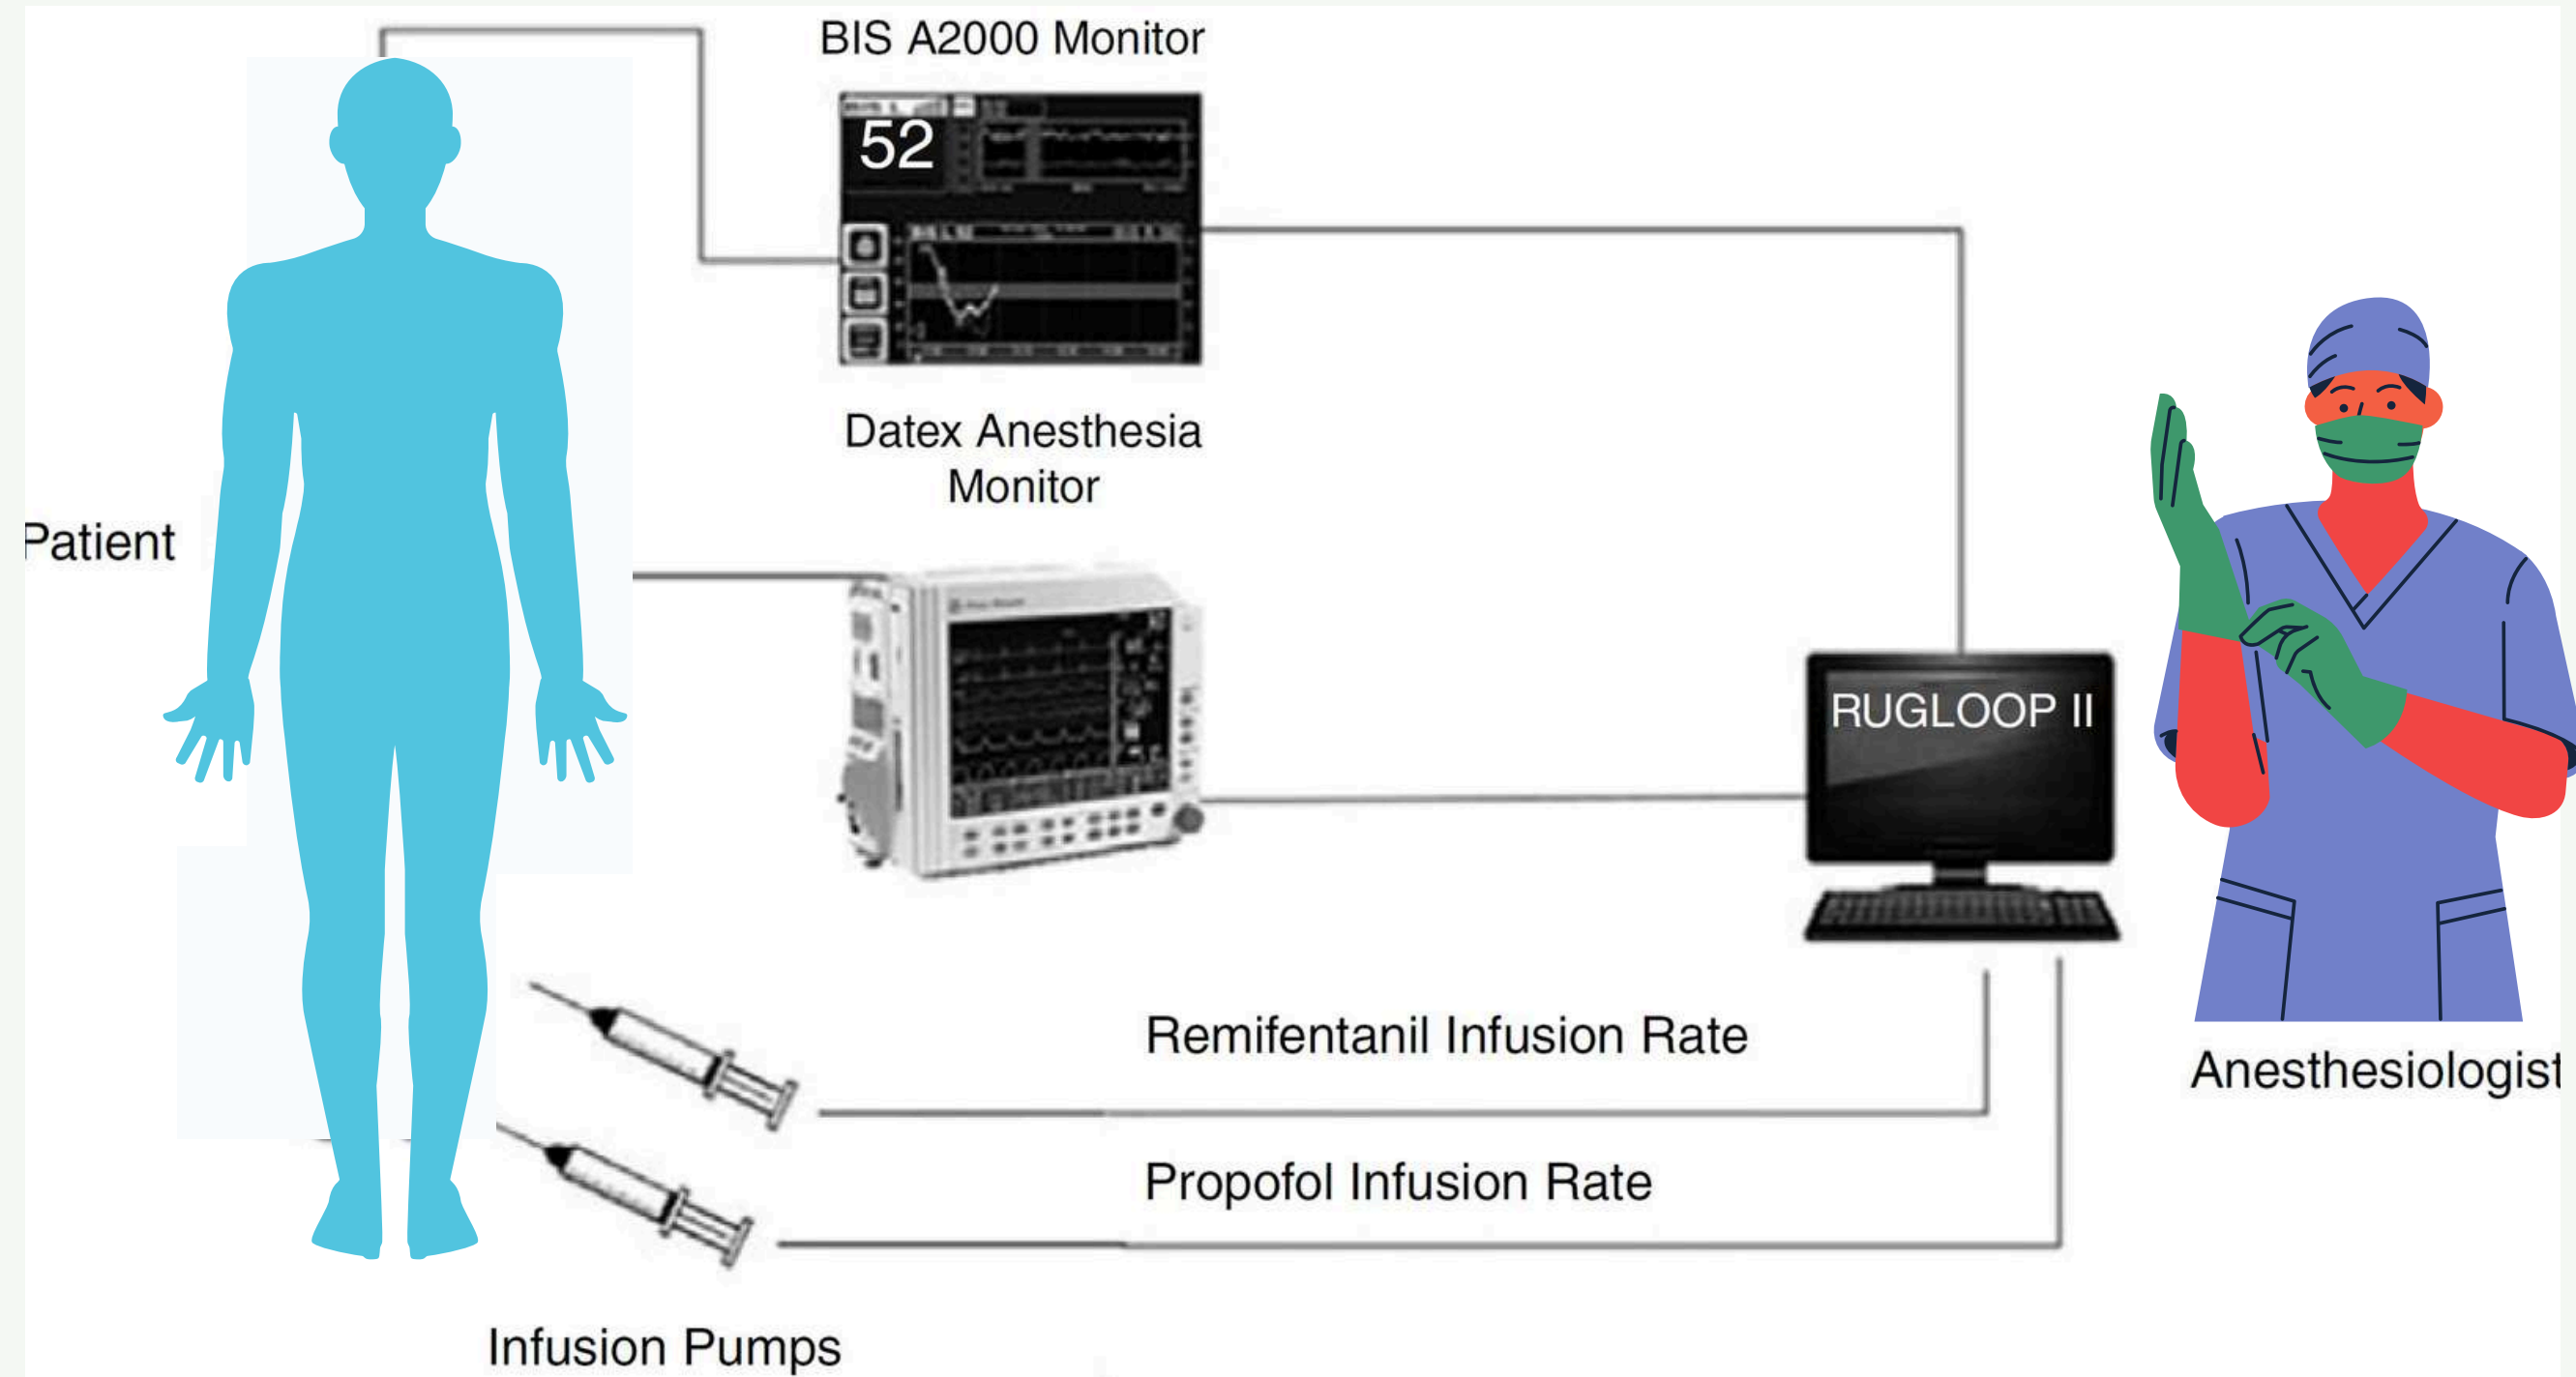 BIS A2000 Monitor
52
Datex Anesthesia
Monitor
Patient
RUGLOOP II
Remifentanil Infusion Rate
Anesthesiologist
Propofol Infusion Rate
Infusion Pumps